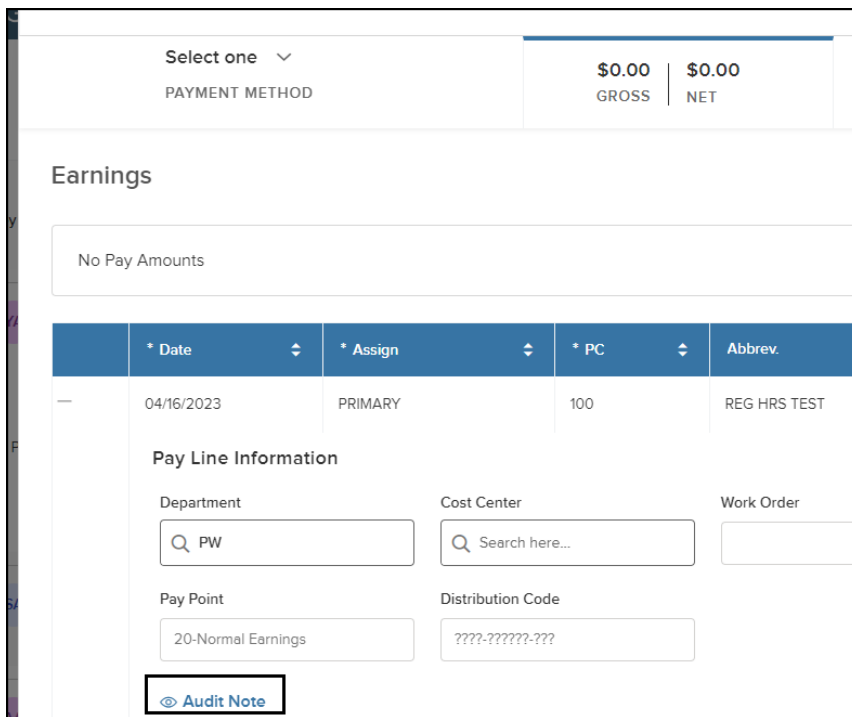 Select one
PAYMENT METHOD
$0.00 $0.00
GROSS NET
Earnings
No Pay Amounts
* Date * Assign * PC Abbrev.
04/16/2023 PRIMARY 100 REG HRS TEST
Pay Line Information
Department Cost Center Work Order
PW Search here...
Pay Point Distribution Code
20-Normal Earnings ????-??????-???
Audit Note